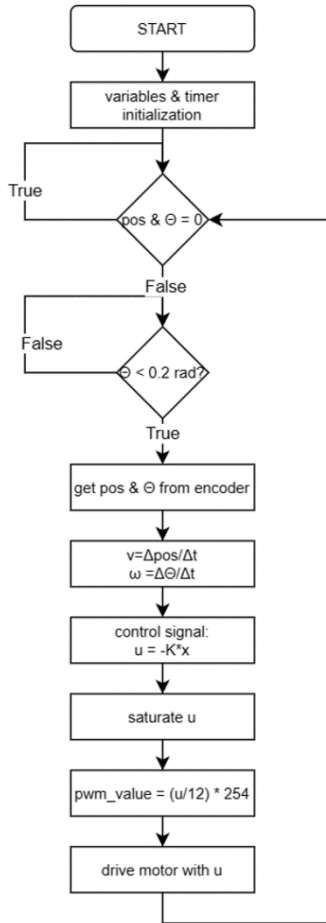 START
variables & timer
initialization
True
pos & Θ = 0
False
False
Θ < 0.2 rad?
True
get pos & Θ from encoder
v=Δpos/Δt
ω =ΔΘ/Δt
control signal:
u = -K*x
saturate u
pwm_value = (u/12) * 254
drive motor with u